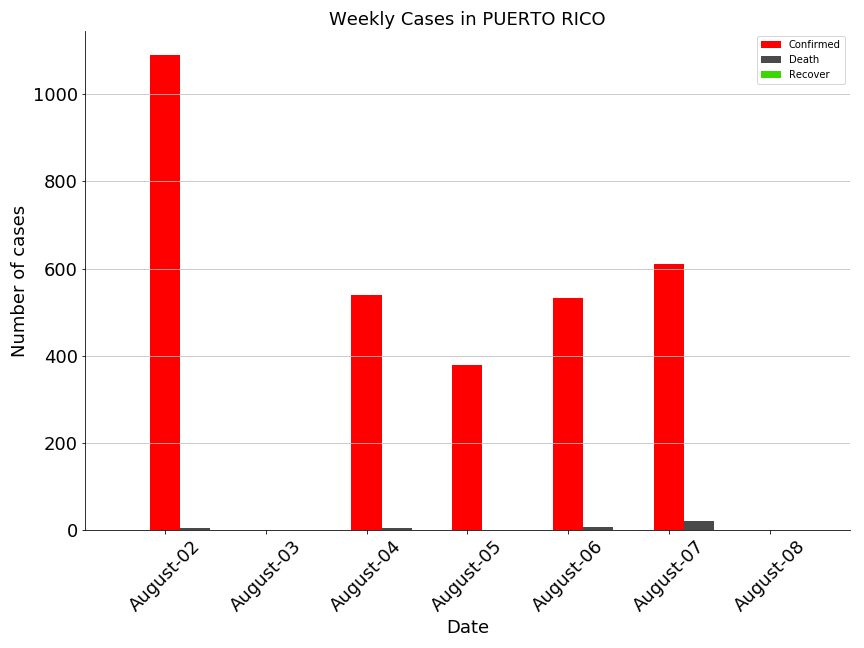 Weekly Cases in PUERTO RICO
Confirmed
Death
Recover
Number of cases
1000
800
600
400
200
0
August-02
August-03
August-04
August-05
August-06
August-07
August-08
Date